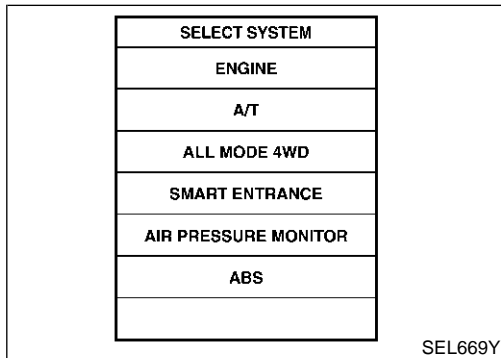 SELECT SYSTEM
ENGINE
A/T
ALL MODE 4WD
SMART ENTRANCE
AIR PRESSURE MONITOR
ABS
SEL669Y